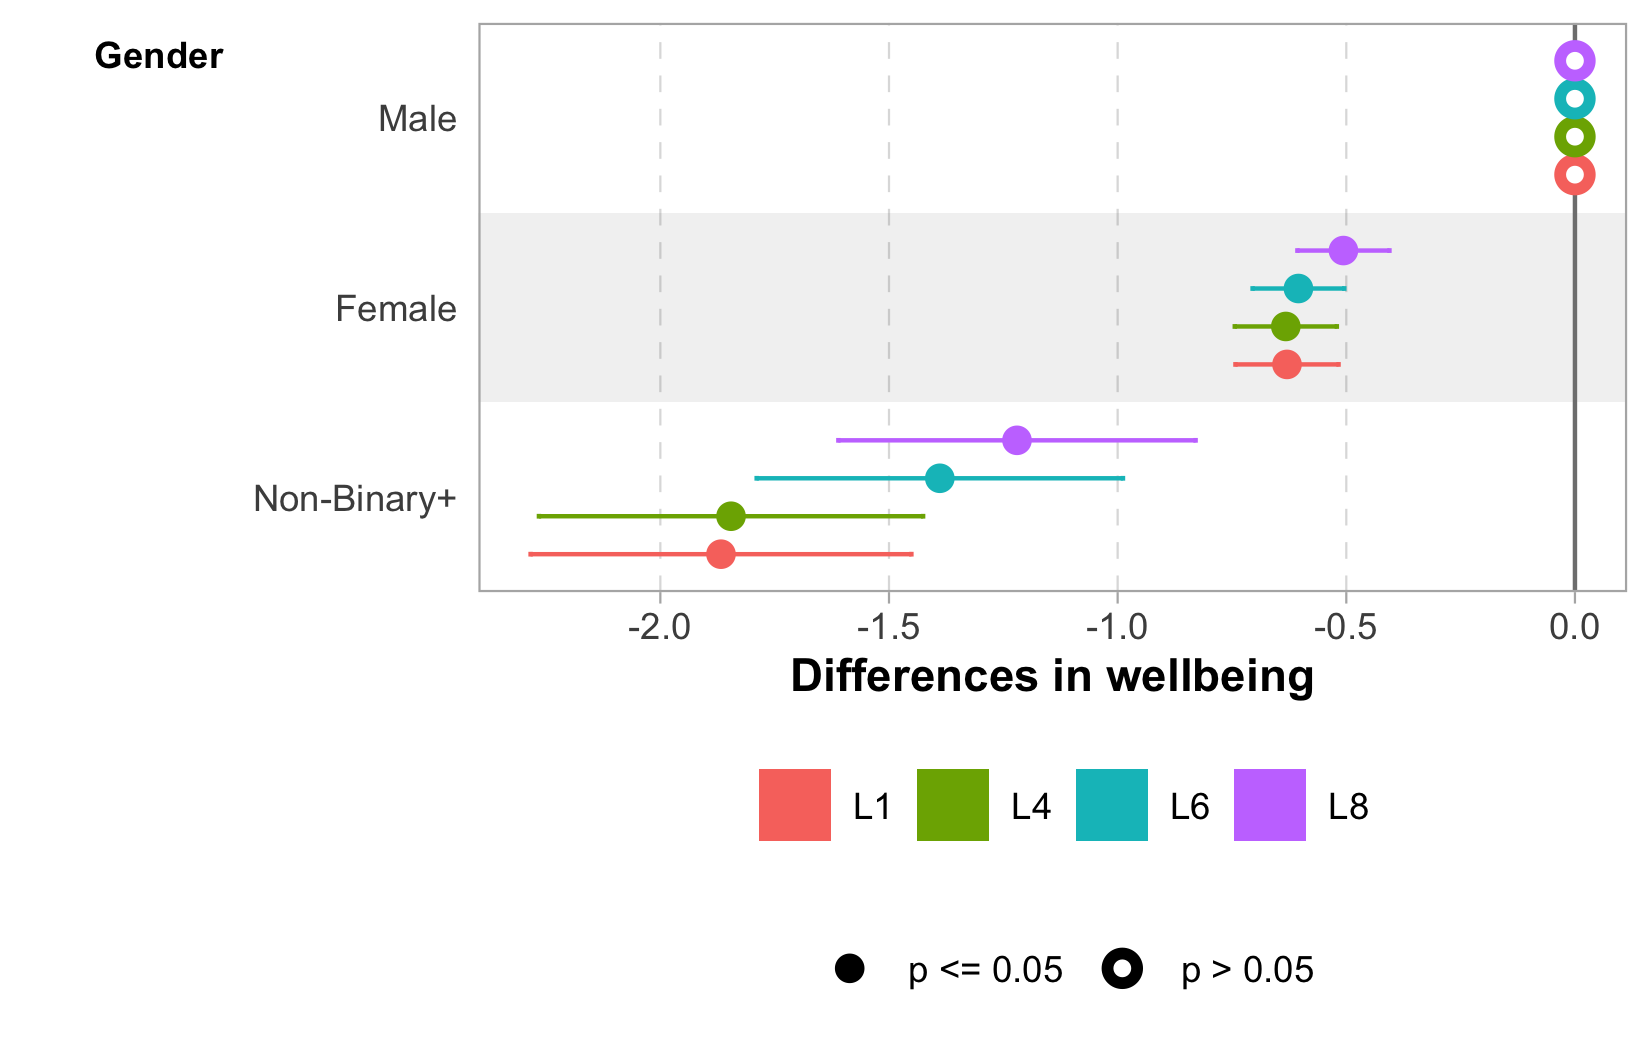 Gender
Male
Female
Non-Binary+
-2.0 -1.5 -1.0 -0.5 0.0
Differences in wellbeing
L1 L4 L6 L8
p <= 0.05 p > 0.05